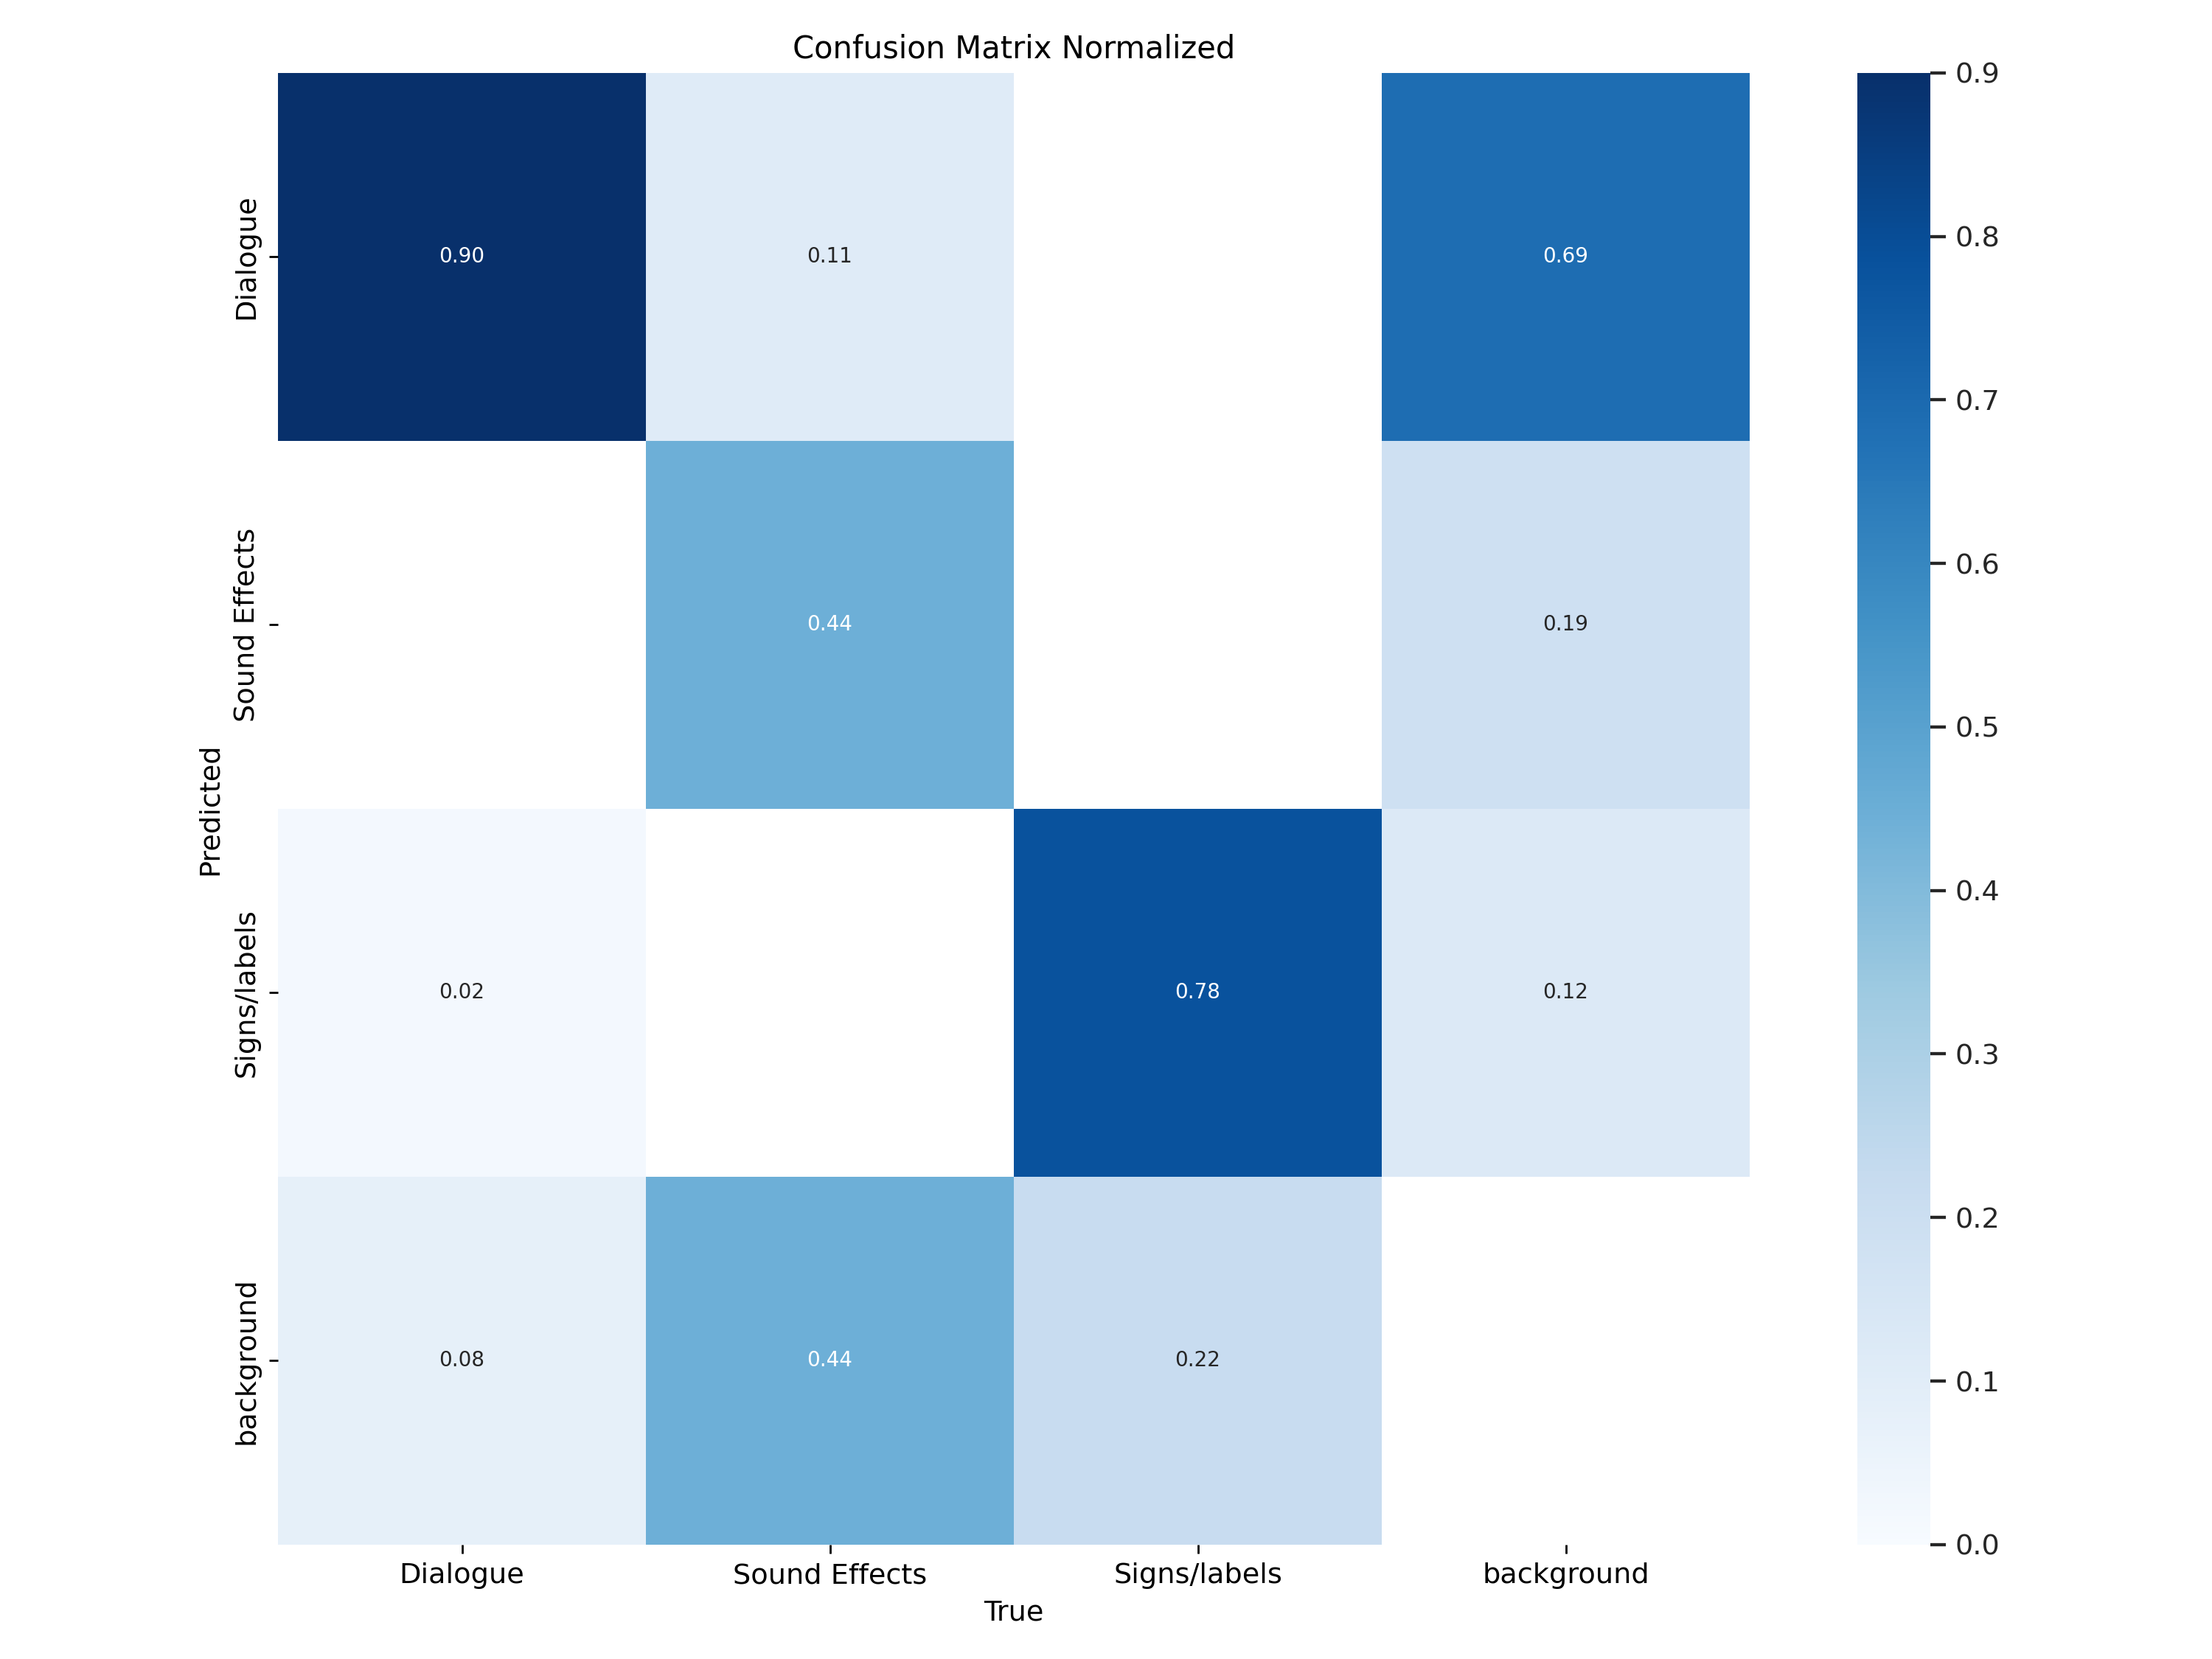 Confusion Matrix Normalized
Predicted
Dialogue
0.90
0.11
0.69
Sound Effects
0.44
0.19
Signs/labels
0.02
0.78
0.12
background
0.08
0.44
0.22
Dialogue
Sound Effects
Signs/labels
background
True
0.9
0.8
0.7
0.6
0.5
0.4
0.3
0.2
0.1
0.0